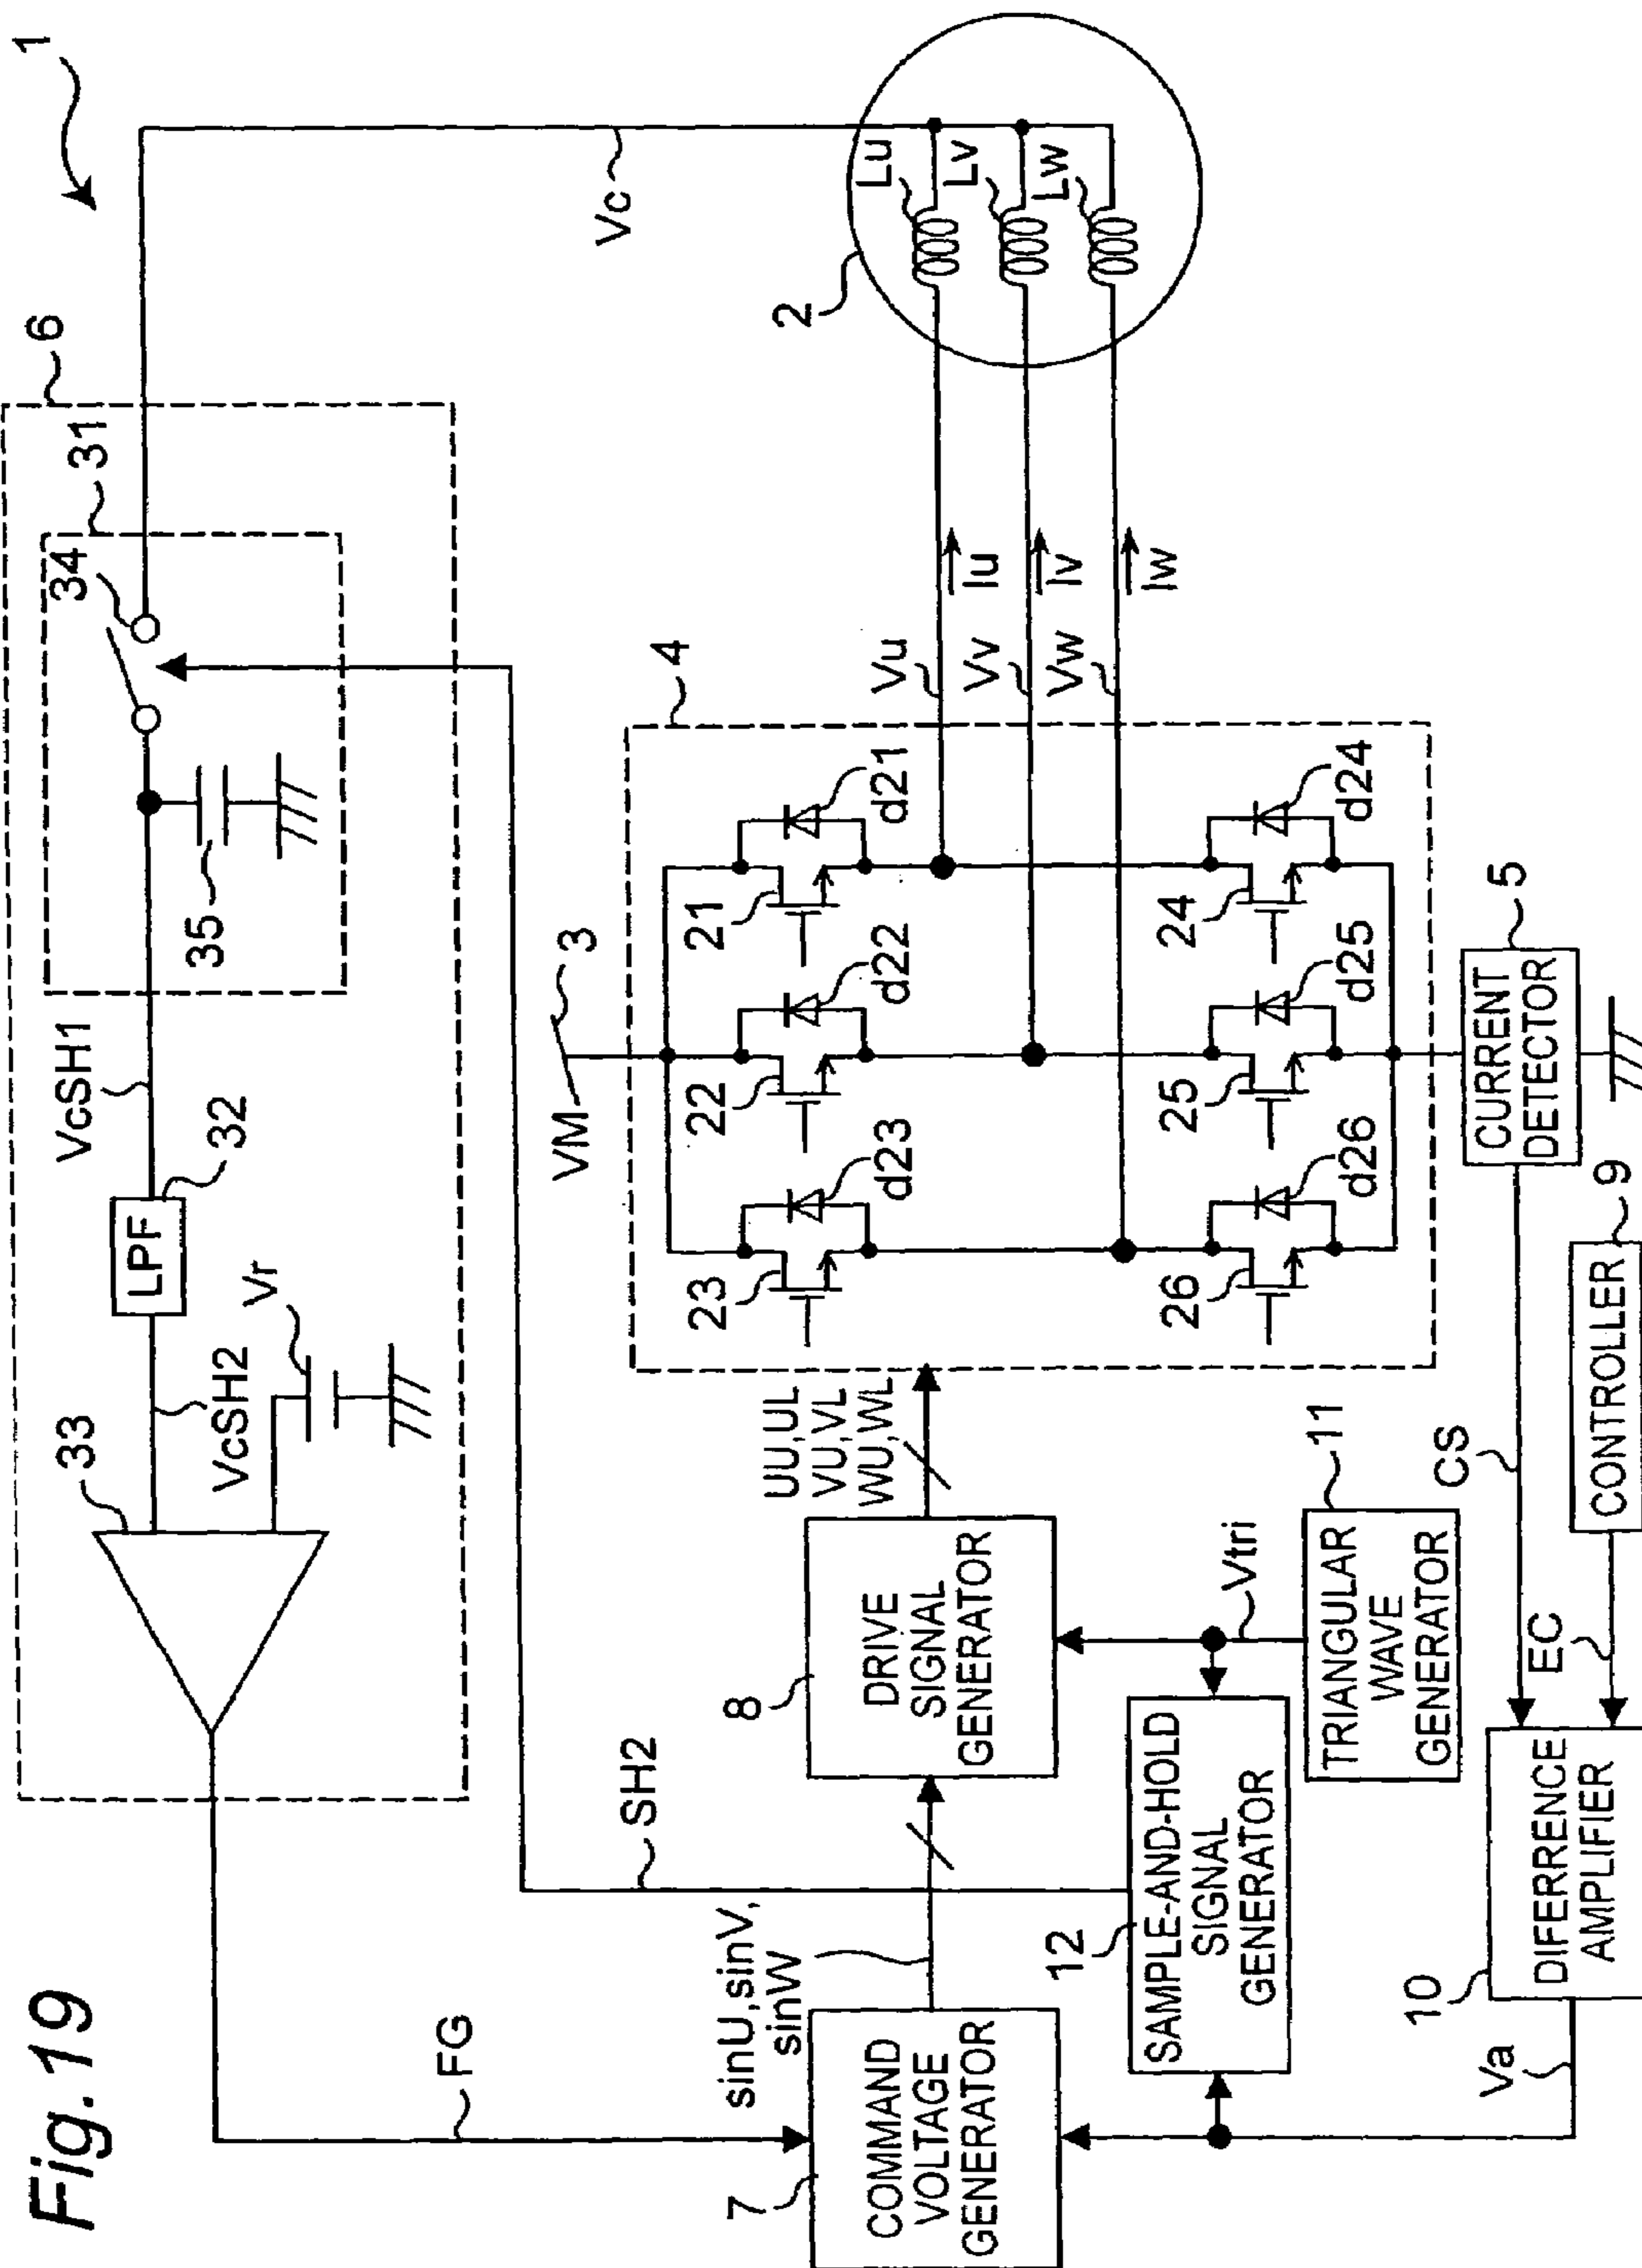 Fig.19
1
6
31
34
35
VcSH1
32
LPF
VcSH2
Vr
33
Vc
2
Lu
Lv
Lw
FG
SH2
VM
3
4
Vu
Vv
Vw
Iu
Iv
Iw
21
d21
22
d22
23
d23
24
d24
25
d25
26
d26
UU,UL
VU,VL
WU,WL
sinU,sinV,
sinW
7
COMMAND
VOLTAGE
GENERATOR
8
DRIVE
SIGNAL
GENERATOR
Vtri
11
TRIANGULAR
WAVE
GENERATOR
12
SAMPLE-AND-HOLD
SIGNAL
GENERATOR
5
CURRENT
DETECTOR
CS
9
CONTROLLER
EC
10
DIFERRENCE
AMPLIFIER
Va